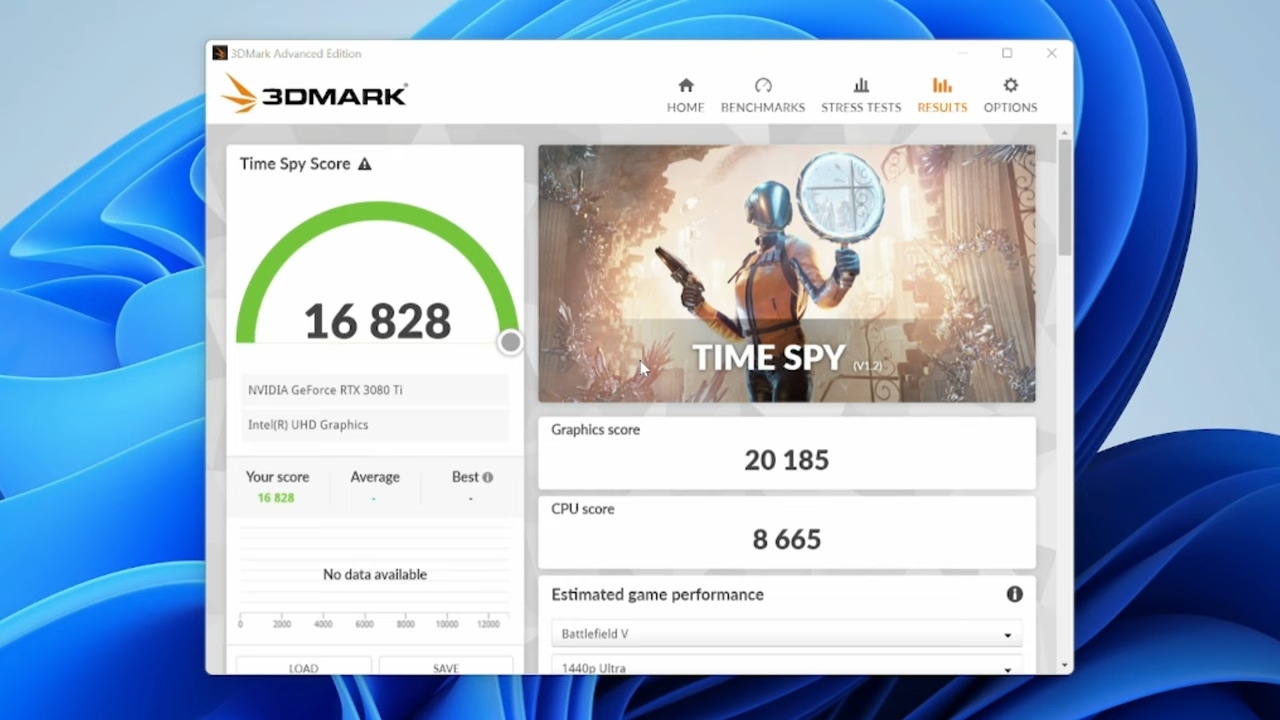 3DMark Advanced Edition
3DMARK®
HOME
BENCHMARKS
STRESS TESTS
RESULTS
OPTIONS
Time Spy Score
16 828
NVIDIA GeForce RTX 3080 Ti
Intel(R) UHD Graphics
Your score
16 828
Average
-
Best
-
No data available
0 2000 4000 6000 8000 10000 12000
LOAD
SAVE
TIME SPY (V1.2)
Graphics score
20 185
CPU score
8 665
Estimated game performance
Battlefield V
1440p Ultra